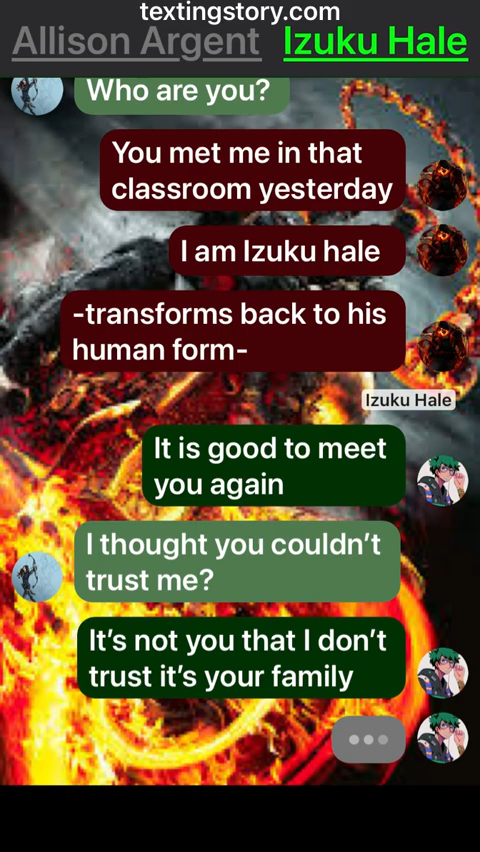 textingstory.com
Allison Argent Izuku Hale
Who are you?
You met me in that
classroom yesterday
I am Izuku hale
-transforms back to his
human form-
Izuku Hale
It is good to meet
you again
I thought you couldn’t
trust me?
It’s not you that I don’t
trust it’s your family